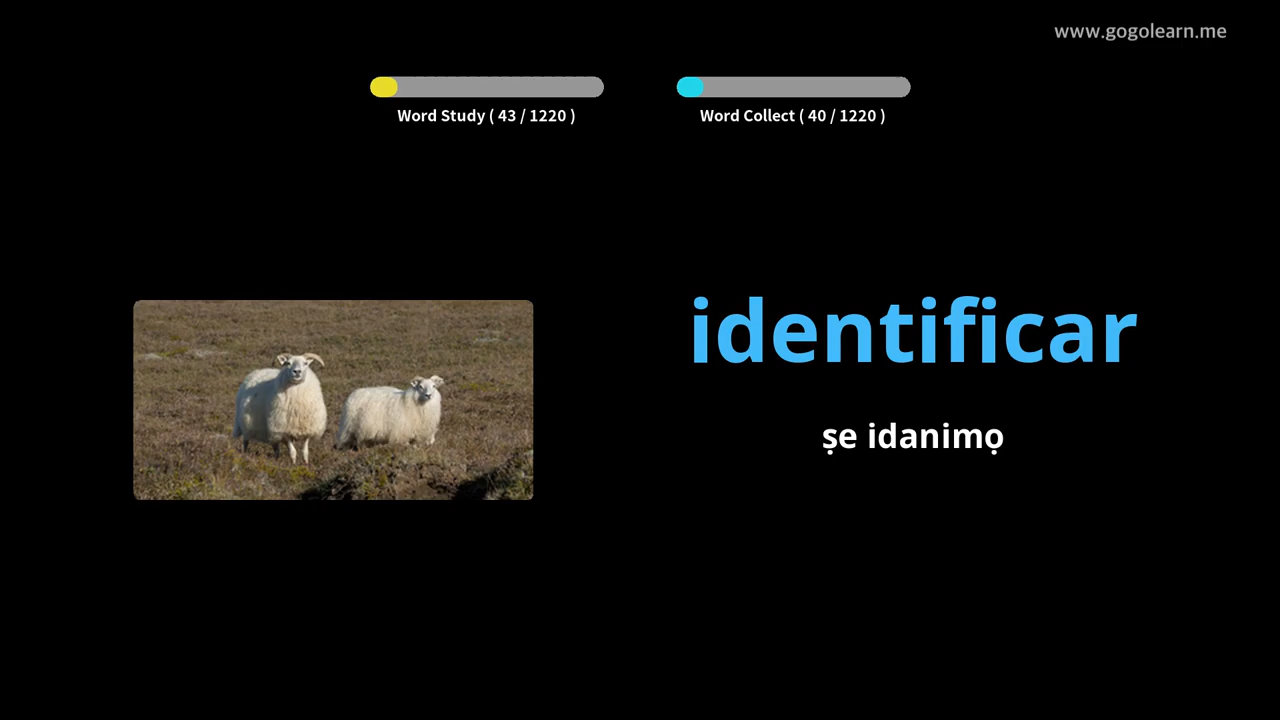 www.gogolearn.me
Word Study ( 43 / 1220 )
Word Collect ( 40 / 1220 )
identificar
ṣe idanimọ